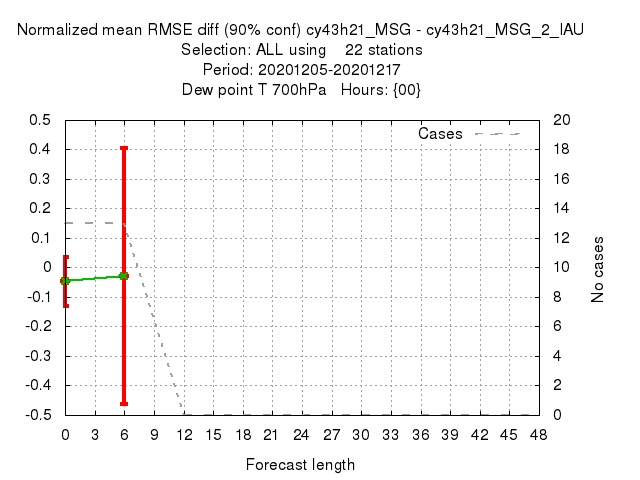 Normalized mean RMSE diff (90% conf) cy43h21_MSG - cy43h21_MSG_2_IAU
Selection: ALL using    22 stations
Period: 20201205-20201217
Dew point T 700hPa   Hours: {00}
Cases
0.5
0.4
0.3
0.2
0.1
0
-0.1
-0.2
-0.3
-0.4
-0.5
20
18
16
14
12
10
8
6
4
2
0
No cases
0 3 6 9 12 15 18 21 24 27 30 33 36 39 42 45 48
Forecast length